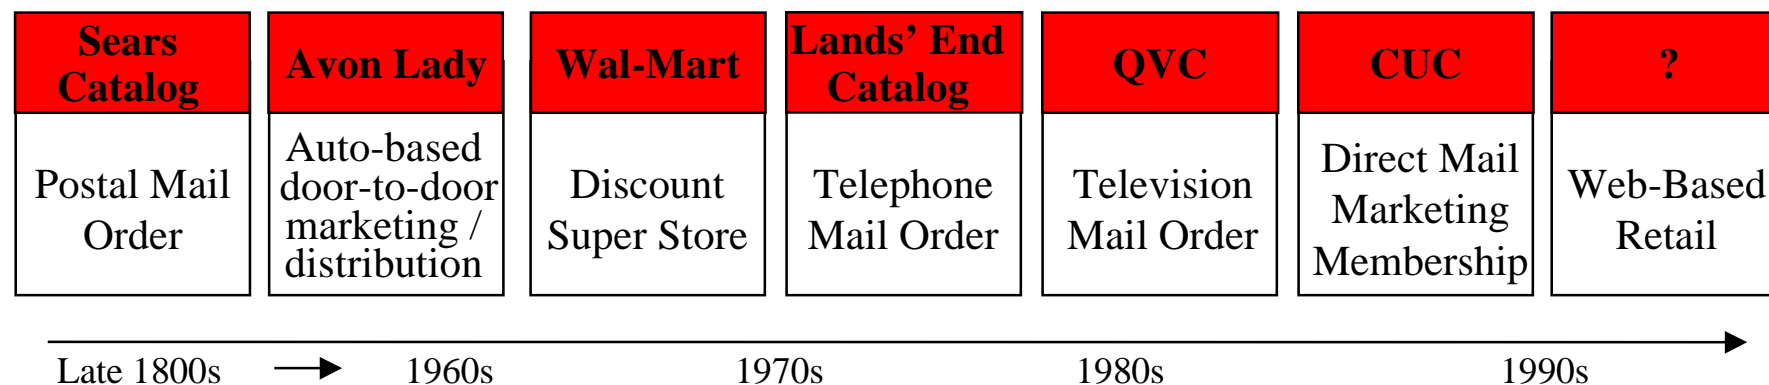 Sears
Catalog
Postal Mail
Order
Avon Lady
Auto-based
door-to-door
marketing /
distribution
Wal-Mart
Discount
Super Store
Lands’ End
Catalog
Telephone
Mail Order
QVC
Television
Mail Order
CUC
Direct Mail
Marketing
Membership
?
Web-Based
Retail
Late 1800s
1960s
1970s
1980s
1990s